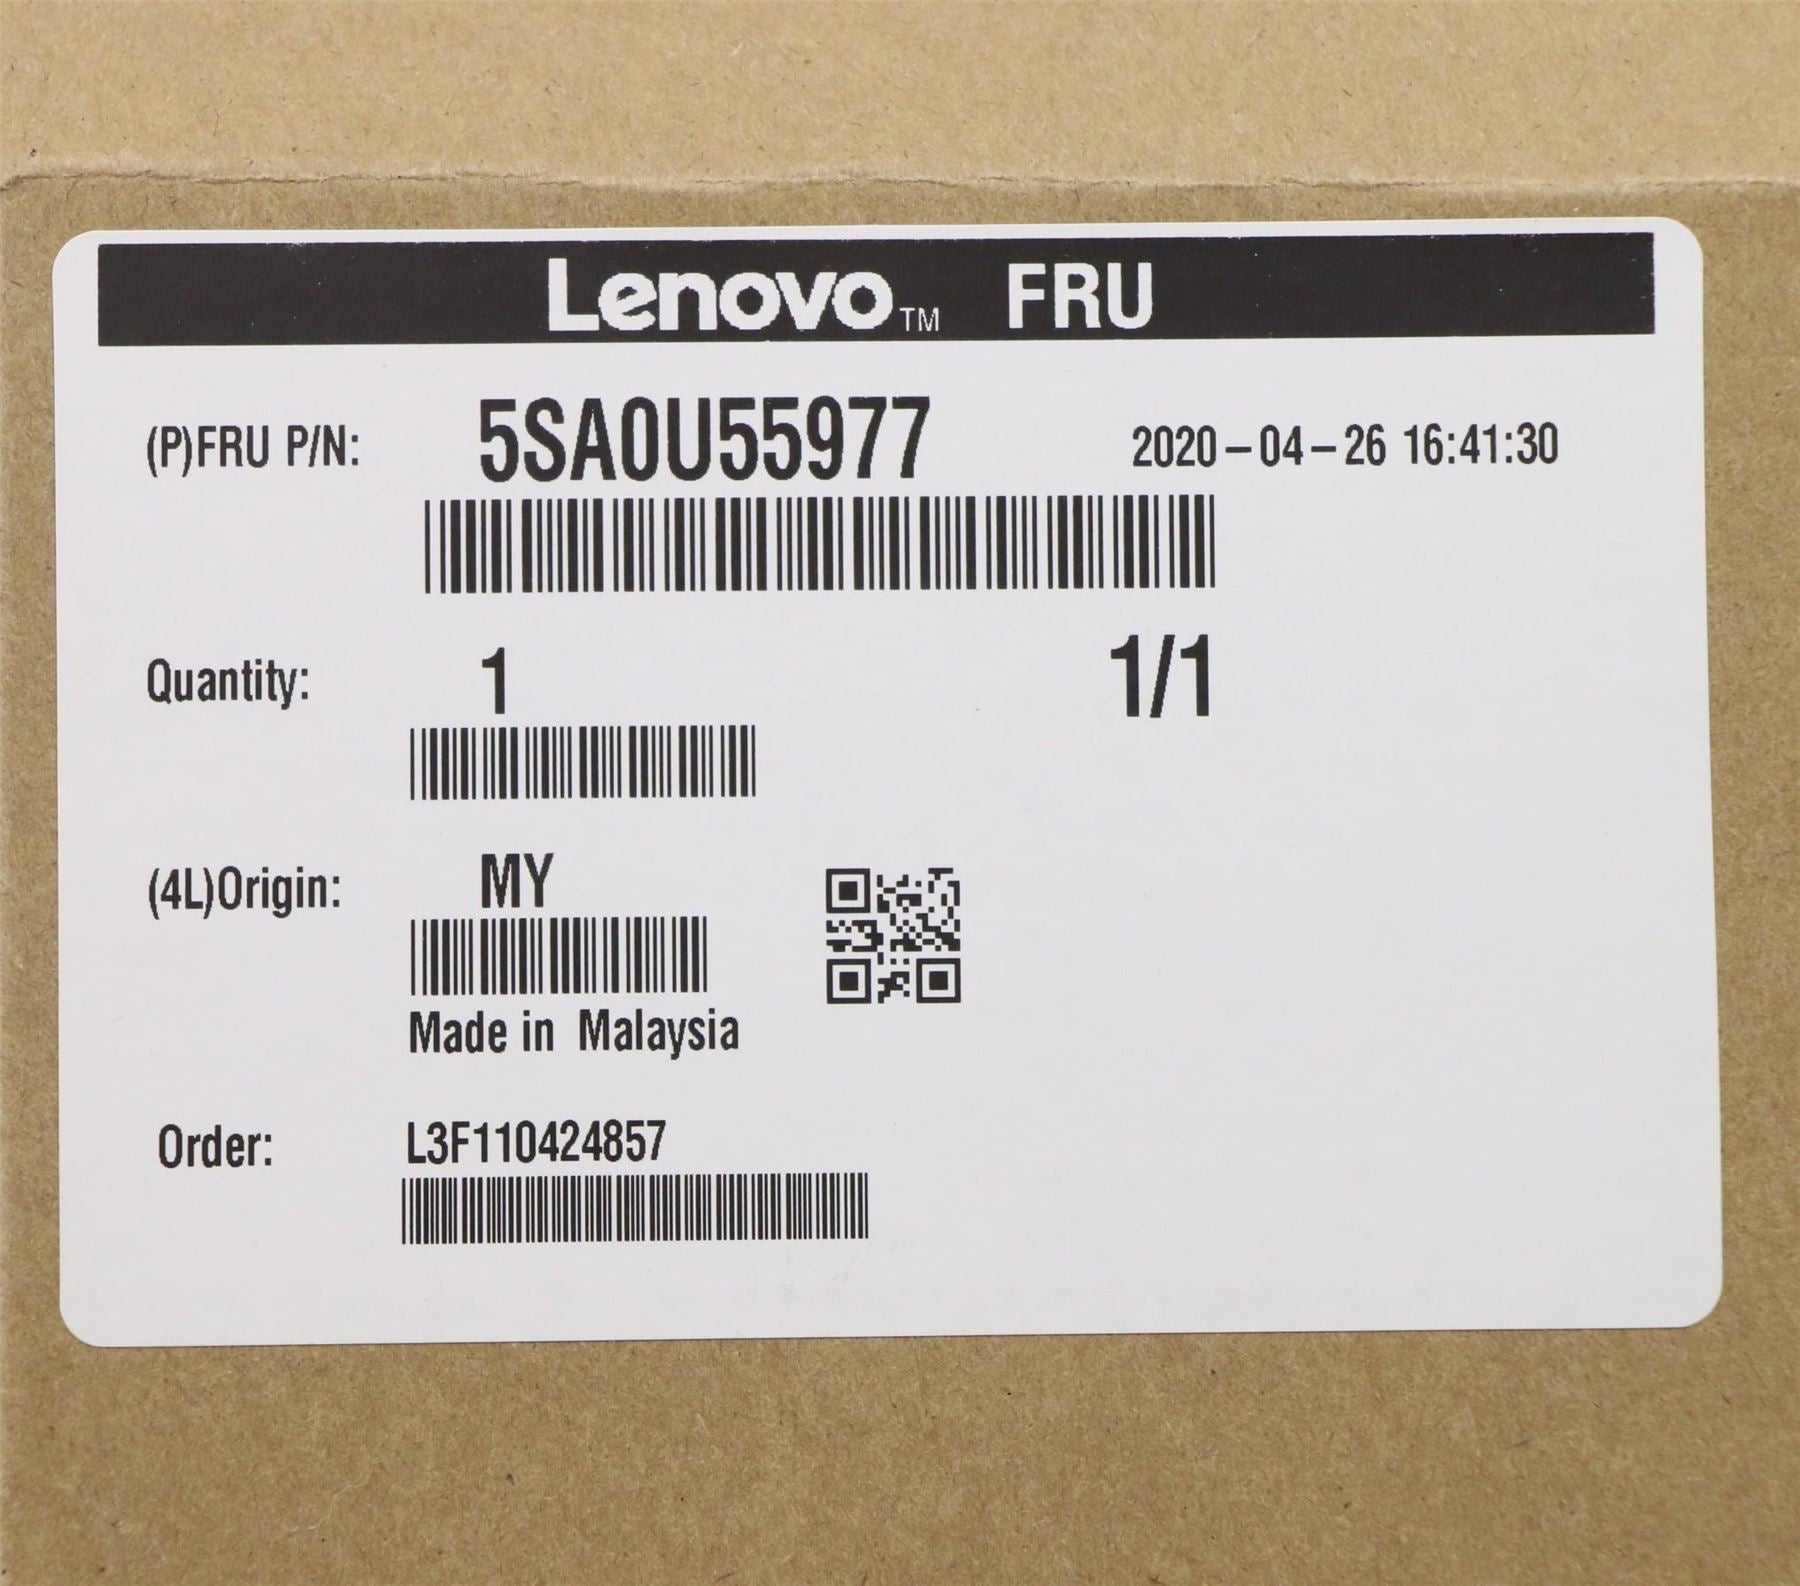 Lenovo™ FRU
(P)FRU P/N: 5SA0U55977 2020-04-26 16:41:30
Quantity: 1 1/1
(4L)Origin: MY
Made in Malaysia
Order: L3F110424857